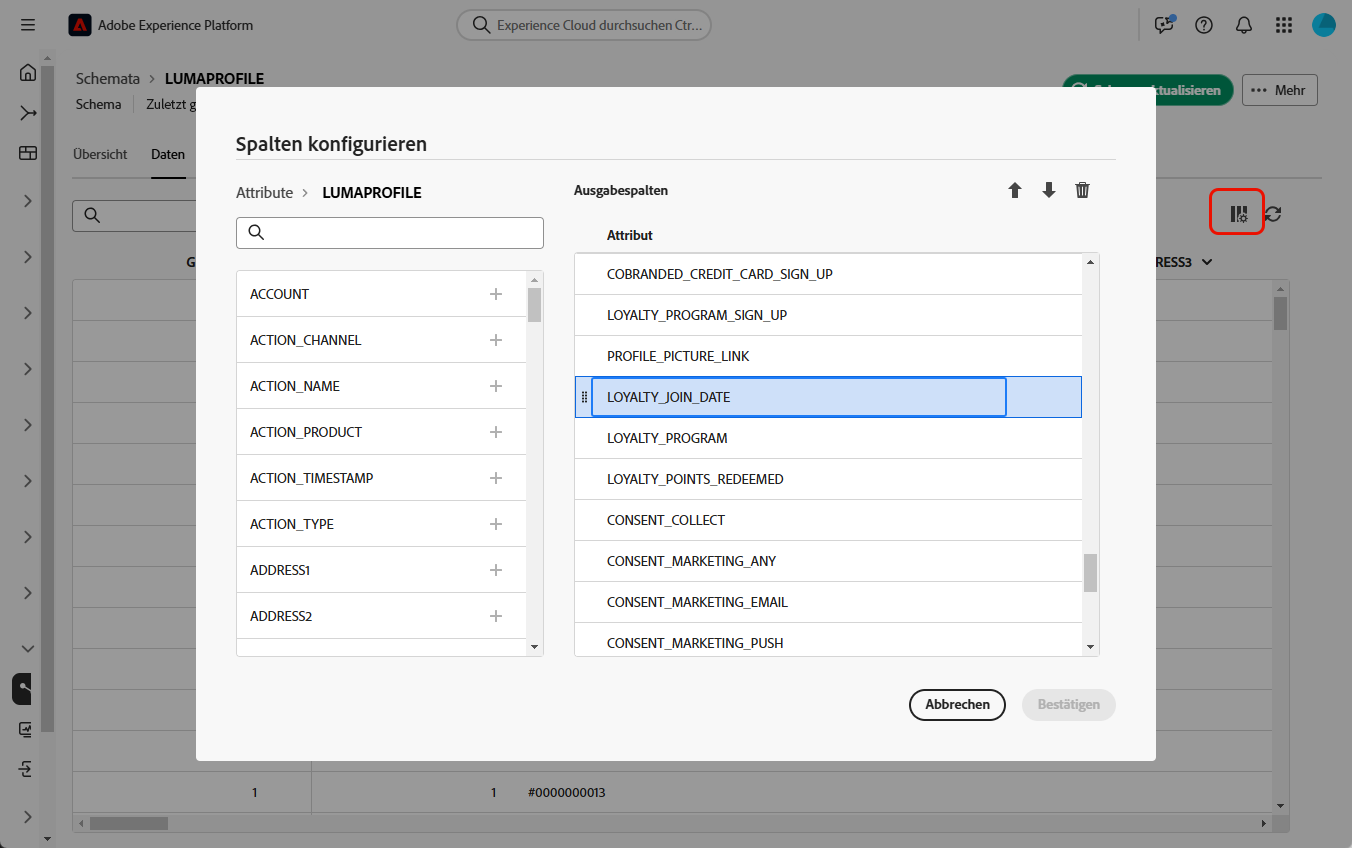 Adobe Experience Platform
Experience Cloud durchsuchen Ctr...
Schemata > LUMAPROFILE
Schema
Zuletzt g
ktualisieren
Mehr
Übersicht
Daten
Spalten konfigurieren
Attribute > LUMAPROFILE
Ausgabespalten
Attribut
G
RESS3
ACCOUNT
ACTION_CHANNEL
ACTION_NAME
ACTION_PRODUCT
ACTION_TIMESTAMP
ACTION_TYPE
ADDRESS1
ADDRESS2
COBRANDED_CREDIT_CARD_SIGN_UP
LOYALTY_PROGRAM_SIGN_UP
PROFILE_PICTURE_LINK
LOYALTY_JOIN_DATE
LOYALTY_PROGRAM
LOYALTY_POINTS_REDEEMED
CONSENT_COLLECT
CONSENT_MARKETING_ANY
CONSENT_MARKETING_EMAIL
CONSENT_MARKETING_PUSH
Abbrechen
Bestätigen
1
1
#0000000013